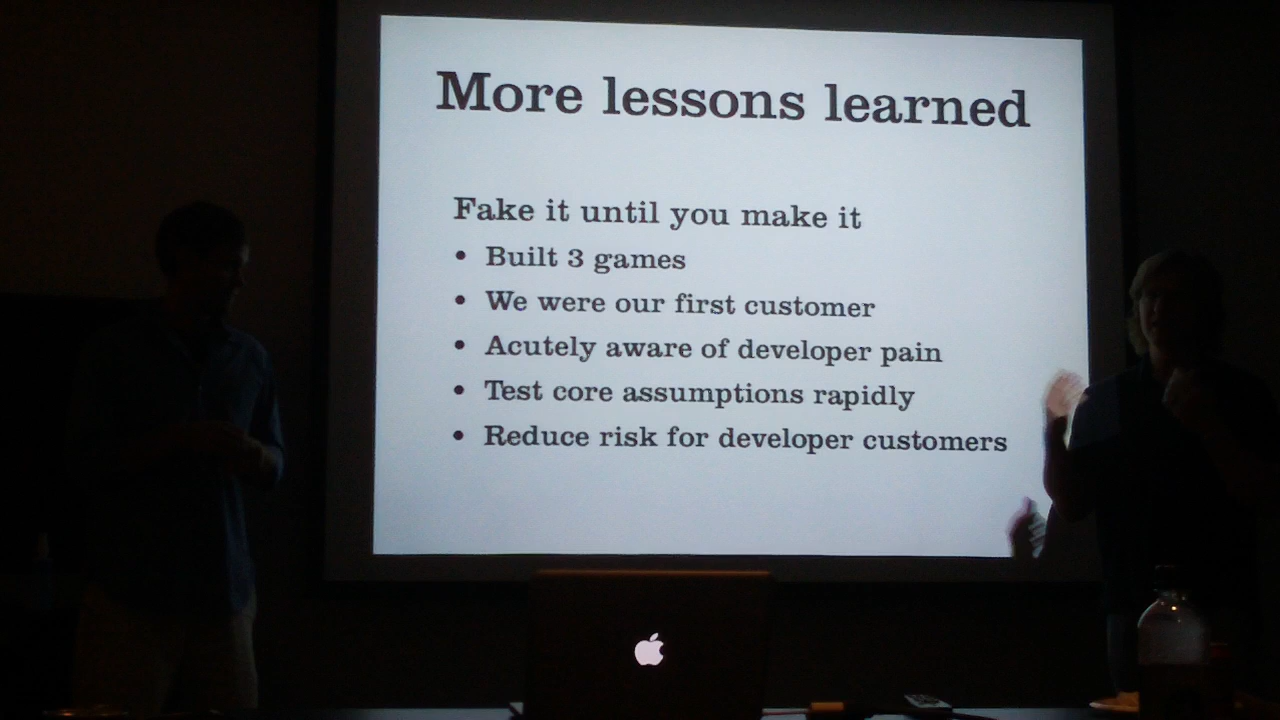 More lessons learned
Fake it until you make it
• Built 3 games
• We were our first customer
• Acutely aware of developer pain
• Test core assumptions rapidly
• Reduce risk for developer customers